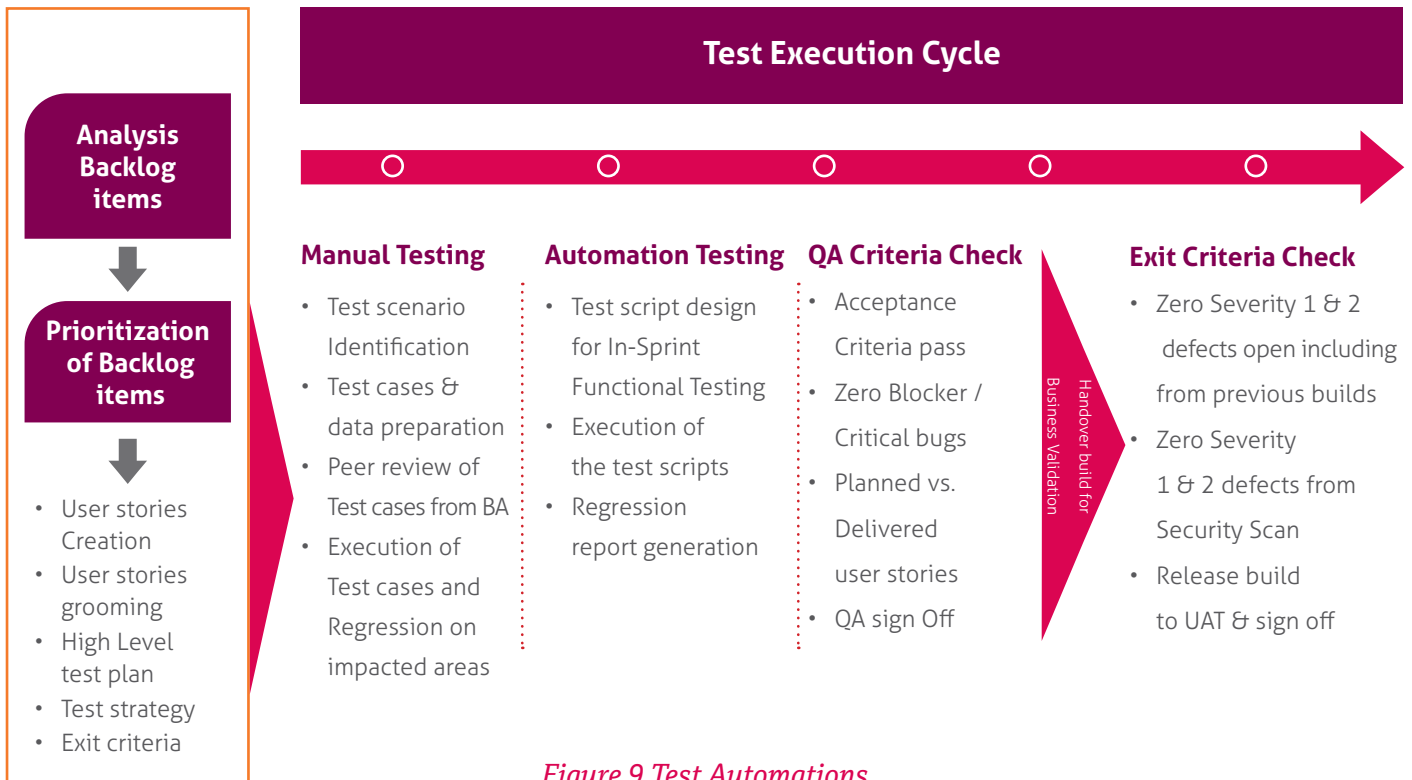 Test Execution Cycle
Analysis
Backlog
items
Prioritization
of Backlog
items
• User stories
Creation
• User stories
grooming
• High Level
test plan
• Test strategy
• Exit criteria
Manual Testing
• Test scenario
Identification
• Test cases &
data preparation
• Peer review of
Test cases from BA
• Execution of
Test cases and
Regression on
impacted areas
Automation Testing
• Test script design
for In-Sprint
Functional Testing
• Execution of
the test scripts
• Regression
report generation
QA Criteria Check
• Acceptance
Criteria pass
• Zero Blocker /
Critical bugs
• Planned vs.
Delivered
user stories
• QA sign Off
Handover build for
Business Validation
Exit Criteria Check
• Zero Severity 1 & 2
defects open including
from previous builds
• Zero Severity
1 & 2 defects from
Security Scan
• Release build
to UAT & sign off
Figure 9 Test Automations